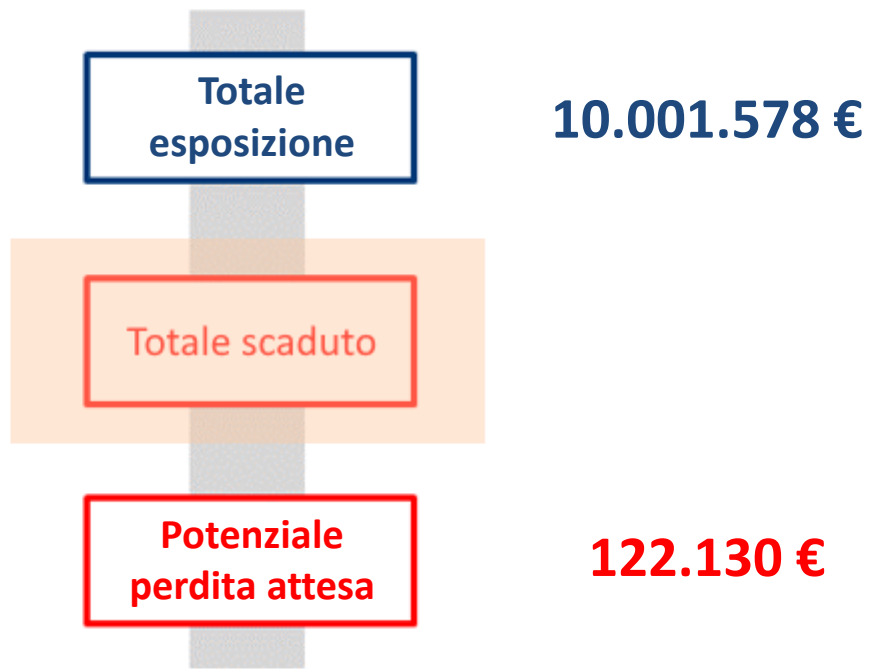 Totale
esposizione
10.001.578 €
Totale scaduto
Potenziale
perdita attesa
122.130 €